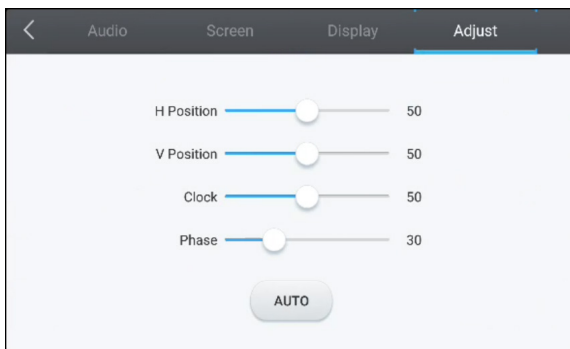 Audio Screen Display Adjust
H Position 50
V Position 50
Clock 50
Phase 30
AUTO